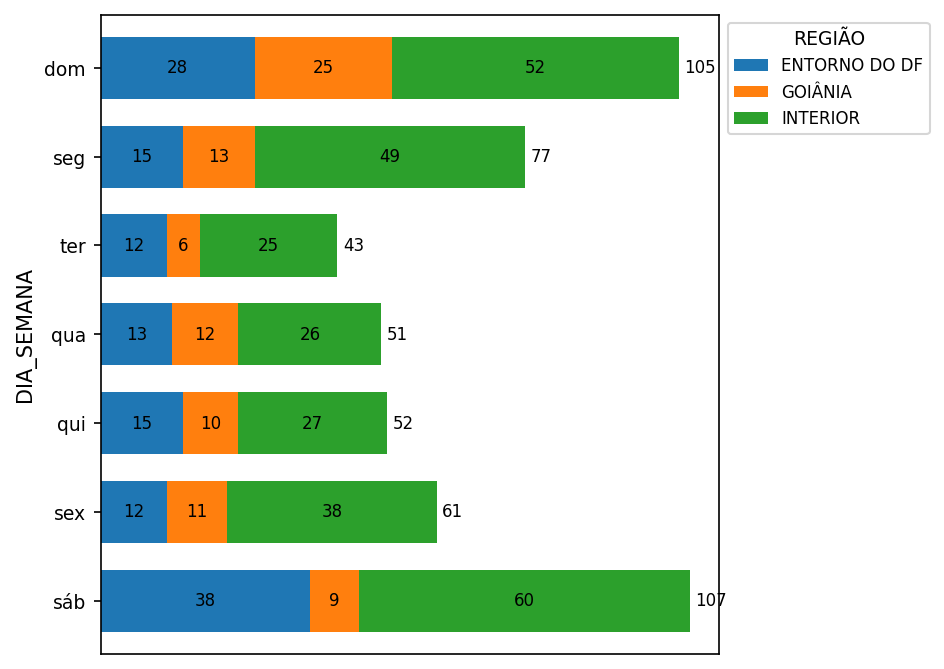 REGIÃO
ENTORNO DO DF
GOIÂNIA
INTERIOR
DIA_SEMANA
dom 28 25 52 105
seg 15 13 49 77
ter 12 6 25 43
qua 13 12 26 51
qui 15 10 27 52
sex 12 11 38 61
sáb 38 9 60 107